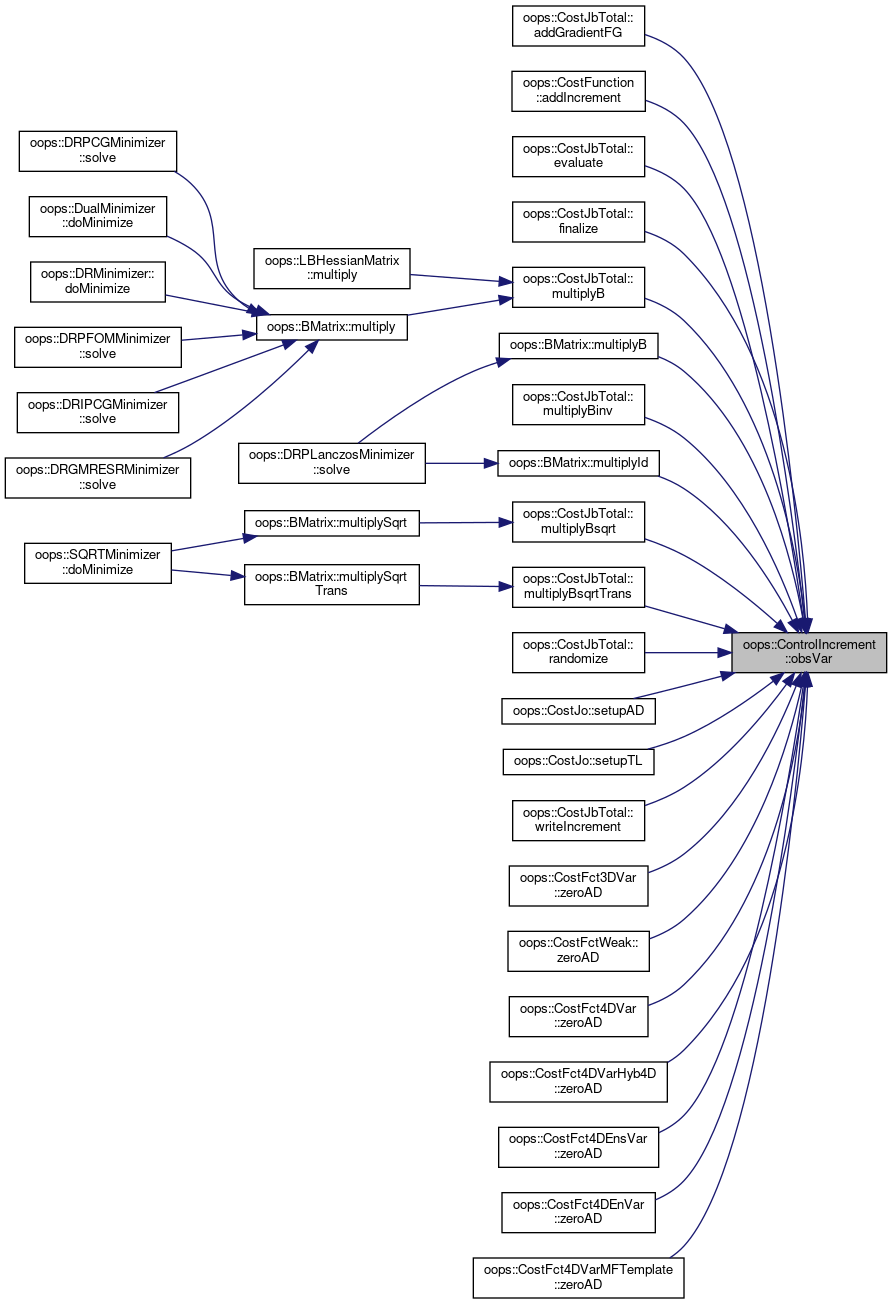 oops::CostJbTotal::
addGradientFG
oops::CostFunction
::addIncrement
oops::CostJbTotal::
evaluate
oops::CostJbTotal::
finalize
oops::CostJbTotal::
multiplyB
oops::LBHessianMatrix
::multiply
oops::BMatrix::multiply
oops::DRPCGMinimizer
::solve
oops::DualMinimizer
::doMinimize
oops::DRMinimizer::
doMinimize
oops::DRPFOMMinimizer
::solve
oops::DRIPCGMinimizer
::solve
oops::DRGMRESRMinimizer
::solve
oops::BMatrix::multiplyB
oops::DRPLanczosMinimizer
::solve
oops::CostJbTotal::
multiplyBinv
oops::BMatrix::multiplyId
oops::CostJbTotal::
multiplyBsqrt
oops::BMatrix::multiplySqrt
oops::SQRTMinimizer
::doMinimize
oops::BMatrix::multiplySqrt
Trans
oops::CostJbTotal::
multiplyBsqrtTrans
oops::CostJbTotal::
randomize
oops::ControlIncrement
::obsVar
oops::CostJo::setupAD
oops::CostJo::setupTL
oops::CostJbTotal::
writeIncrement
oops::CostFct3DVar
::zeroAD
oops::CostFctWeak::
zeroAD
oops::CostFct4DVar
::zeroAD
oops::CostFct4DVarHyb4D
::zeroAD
oops::CostFct4DEnsVar
::zeroAD
oops::CostFct4DEnVar
::zeroAD
oops::CostFct4DVarMFTemplate
::zeroAD